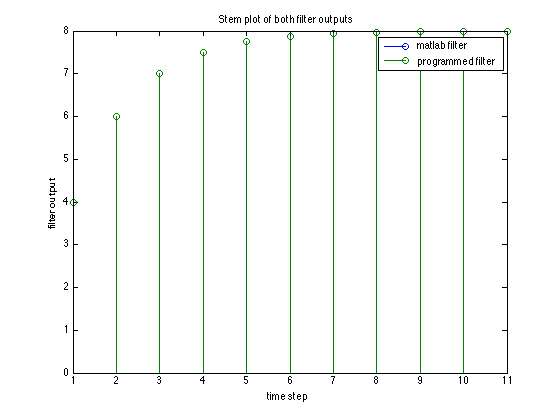 Stem plot of both filter outputs
8
7
6
5
4
3
2
1
0
filter output
matlab filter
programmed filter
1 2 3 4 5 6 7 8 9 10 11
time step